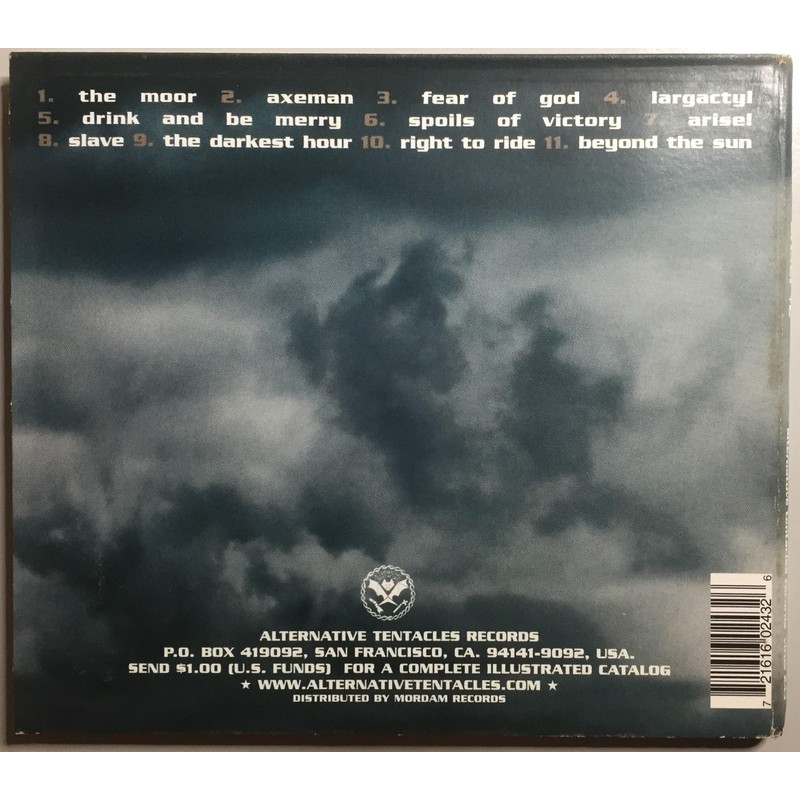 1. the moor 2. axeman 3. fear of god 4. largactyl
5. drink and be merry 6. spoils of victory 7 arise!
8. slave 9. the darkest hour 10. right to ride 11. beyond the sun
ALTERNATIVE TENTACLES RECORDS
P.O. BOX 419092, SAN FRANCISCO, CA. 94141-9092, USA.
SEND $1.00 (U.S. FUNDS) FOR A COMPLETE ILLUSTRATED CATALOG
★ WWW.ALTERNATIVETENTACLES.COM ★
DISTRIBUTED BY MORDAM RECORDS
7 21616 02432 6